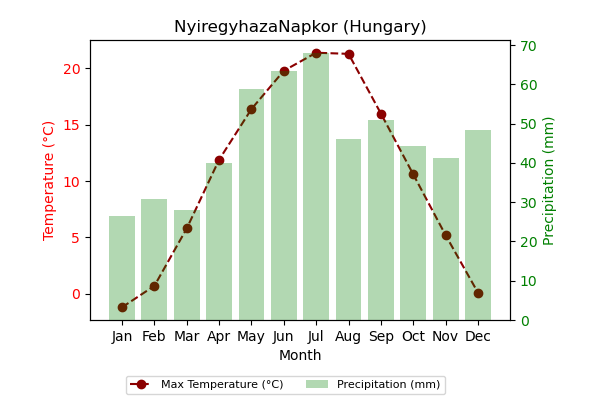 NyiregyhazaNapkor (Hungary)
Temperature (°C)
20
15
10
5
0
70
60
50
40
30
20
10
0
Precipitation (mm)
Jan Feb Mar Apr May Jun Jul Aug Sep Oct Nov Dec
Month
Max Temperature (°C) Precipitation (mm)